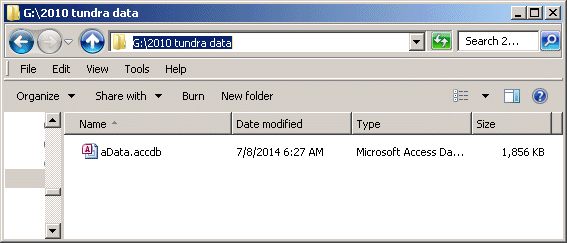 G:\2010 tundra data
G:\2010 tundra data Search 2...
File Edit View Tools Help
Organize Share with Burn New folder
Name Date modified Type Size
aData.accdb 7/8/2014 6:27 AM Microsoft Access Da... 1,856 KB